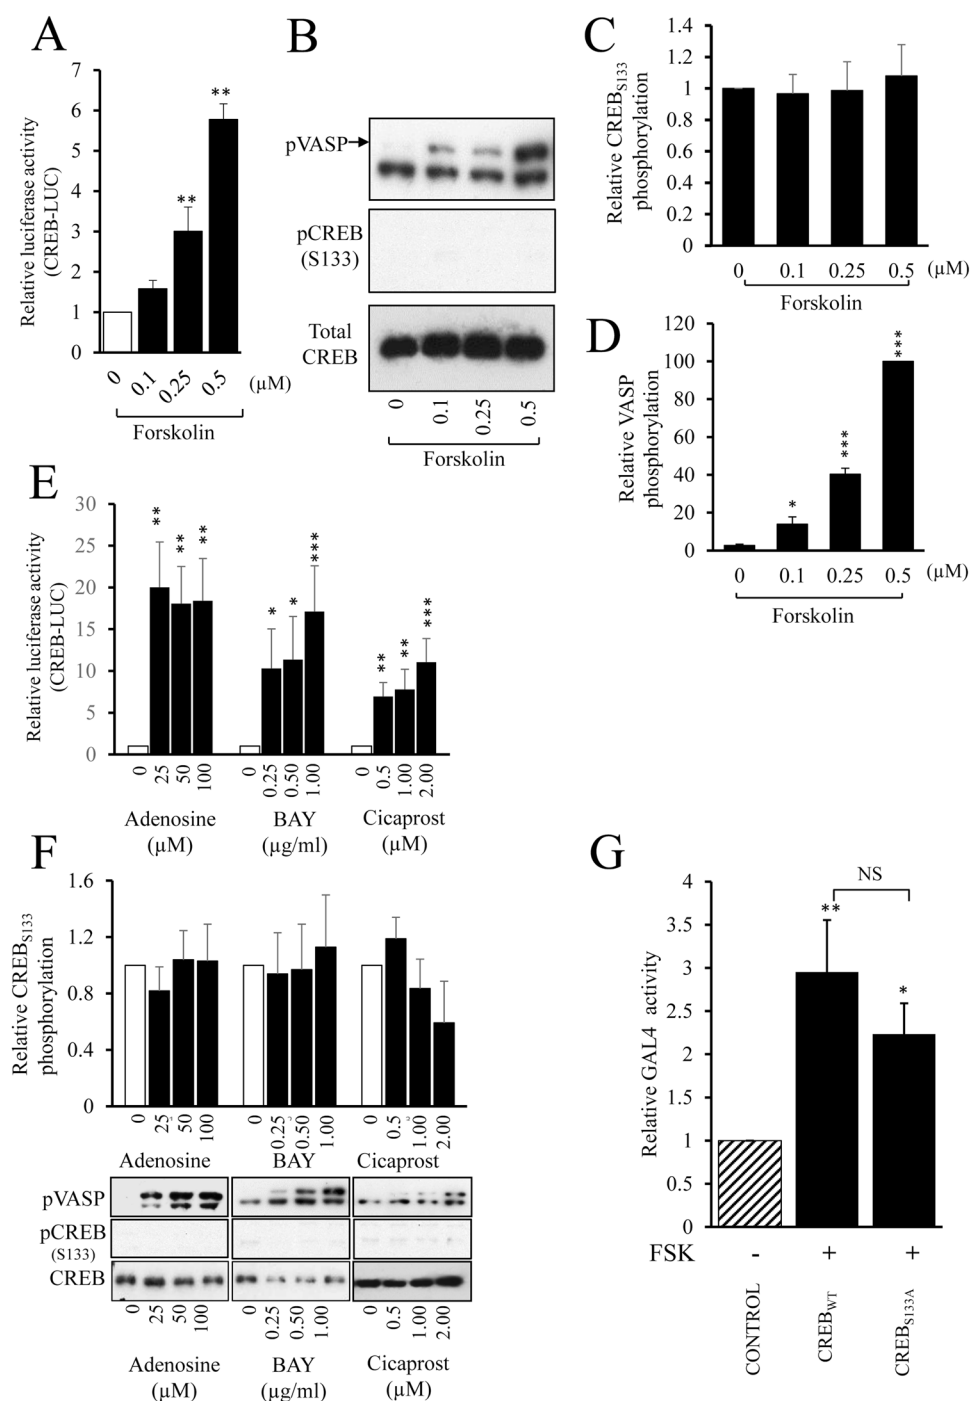 A
Relative luciferase activity
(CREB-LUC)
7
6
5
4
3
2
1
0
**
**
0
0.1
0.25
0.5
(µM)
Forskolin
B
pVASP
pCREB
(S133)
Total
CREB
0
0.1
0.25
0.5
Forskolin
C
Relative CREBS133
phosphorylation
1.4
1.2
1
0.8
0.6
0.4
0.2
0
0 0.1 0.25 0.5 (µM)
Forskolin
D
Relative VASP
phosphorylation
120
100
80
60
40
20
0
*
***
***
0 0.1 0.25 0.5 (µM)
Forskolin
E
Relative luciferase activity
(CREB-LUC)
30
25
20
15
10
5
0
**
**
**
*
*
***
**
**
***
0
25
50
100
0
0.25
0.50
1.00
0
0.5
1.00
2.00
Adenosine BAY Cicaprost
(µM) (µg/ml) (µM)
F
Relative CREBS133
phosphorylation
1.6
1.2
0.8
0.4
0
0
25
50
100
0
0.25
0.50
1.00
0
0.5
1.00
2.00
Adenosine BAY Cicaprost
pVASP
pCREB
(S133)
CREB
0
25
50
100
0
0.25
0.50
1.00
0
0.5
1.00
2.00
Adenosine BAY Cicaprost
(µM) (µg/ml) (µM)
G
Relative GAL4 activity
4
3.5
3
2.5
2
1.5
1
0.5
0
NS
**
*
FSK - + +
CONTROL
CREBWT
CREBS133A